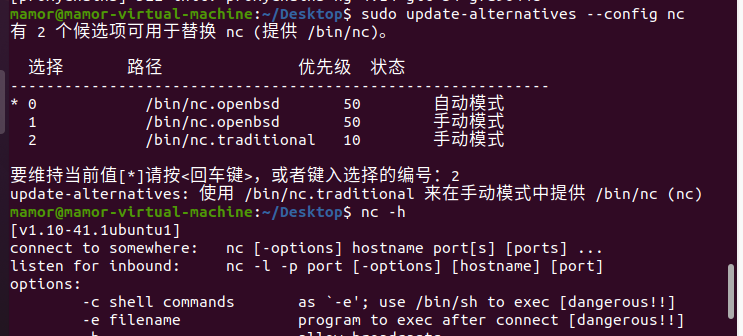 mamor@mamor-virtual-machine:~/Desktop$ sudo update-alternatives --config nc
有 2 个候选项可用于替换 nc (提供 /bin/nc)。
选择 路径 优先级 状态
------------------------------------------------------------
* 0 /bin/nc.openbsd 50 自动模式
1 /bin/nc.openbsd 50 手动模式
2 /bin/nc.traditional 10 手动模式
要维持当前值[*]请按<回车键>，或者键入选择的编号：2
update-alternatives: 使用 /bin/nc.traditional 来在手动模式中提供 /bin/nc (nc)
mamor@mamor-virtual-machine:~/Desktop$ nc -h
[v1.10-41.1ubuntu1]
connect to somewhere: nc [-options] hostname port[s] [ports] ...
listen for inbound: nc -l -p port [-options] [hostname] [port]
options:
-c shell commands as `-e'; use /bin/sh to exec [dangerous!!]
-e filename program to exec after connect [dangerous!!]